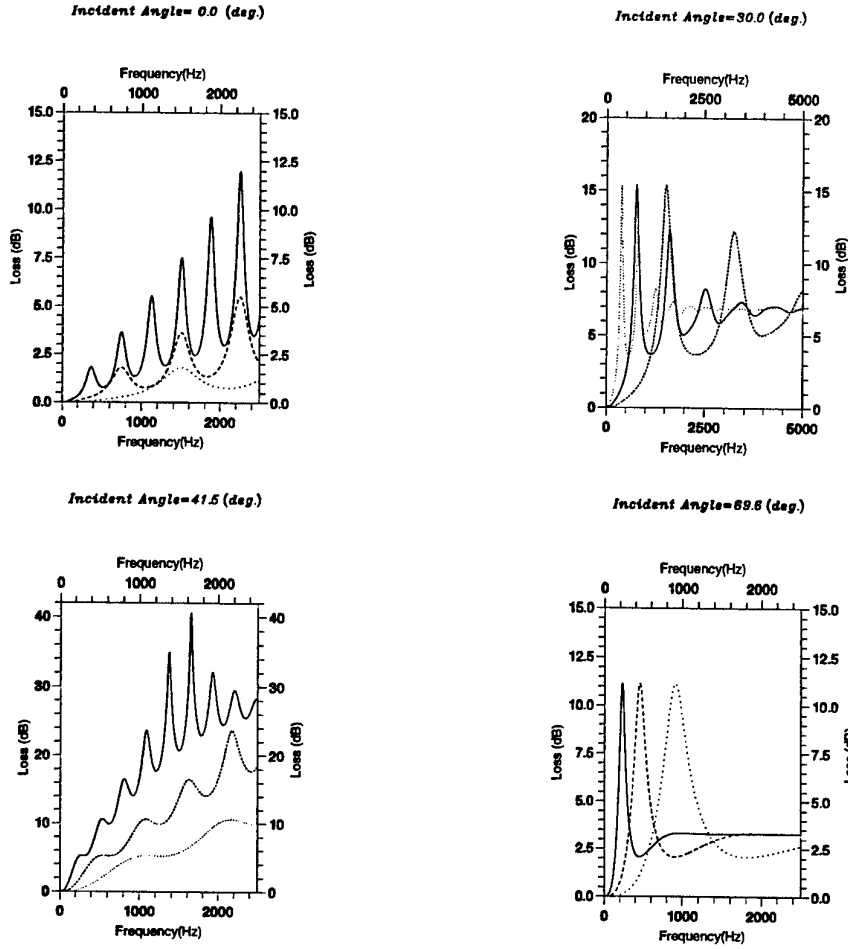 Incident Angle= 0.0 (deg.)
Frequency(Hz)
0 1000 2000
15.0 15.0
12.5 12.5
10.0 10.0
7.5 7.5
5.0 5.0
2.5 2.5
0.0 0.0
Loss (dB) Loss (dB)
0 1000 2000
Frequency(Hz)
Incident Angle=30.0 (deg.)
Frequency(Hz)
0 2500 5000
20 20
15 15
10 10
5 5
0 0
Loss (dB) Loss (dB)
0 2500 5000
Frequency(Hz)
Incident Angle=41.5 (deg.)
Frequency(Hz)
0 1000 2000
40 40
30 30
20 20
10 10
0 0
Loss (dB) Loss (dB)
0 1000 2000
Frequency(Hz)
Incident Angle=69.6 (deg.)
Frequency(Hz)
0 1000 2000
15.0 15.0
12.5 12.5
10.0 10.0
7.5 7.5
5.0 5.0
2.5 2.5
0.0 0.0
Loss (dB) Loss (dB)
0 1000 2000
Frequency(Hz)